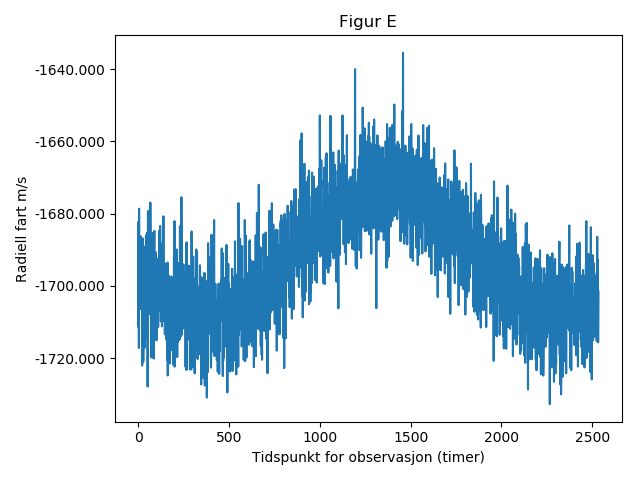 Figur E
Radiell fart m/s
-1640.000
-1660.000
-1680.000
-1700.000
-1720.000
0 500 1000 1500 2000 2500
Tidspunkt for observasjon (timer)